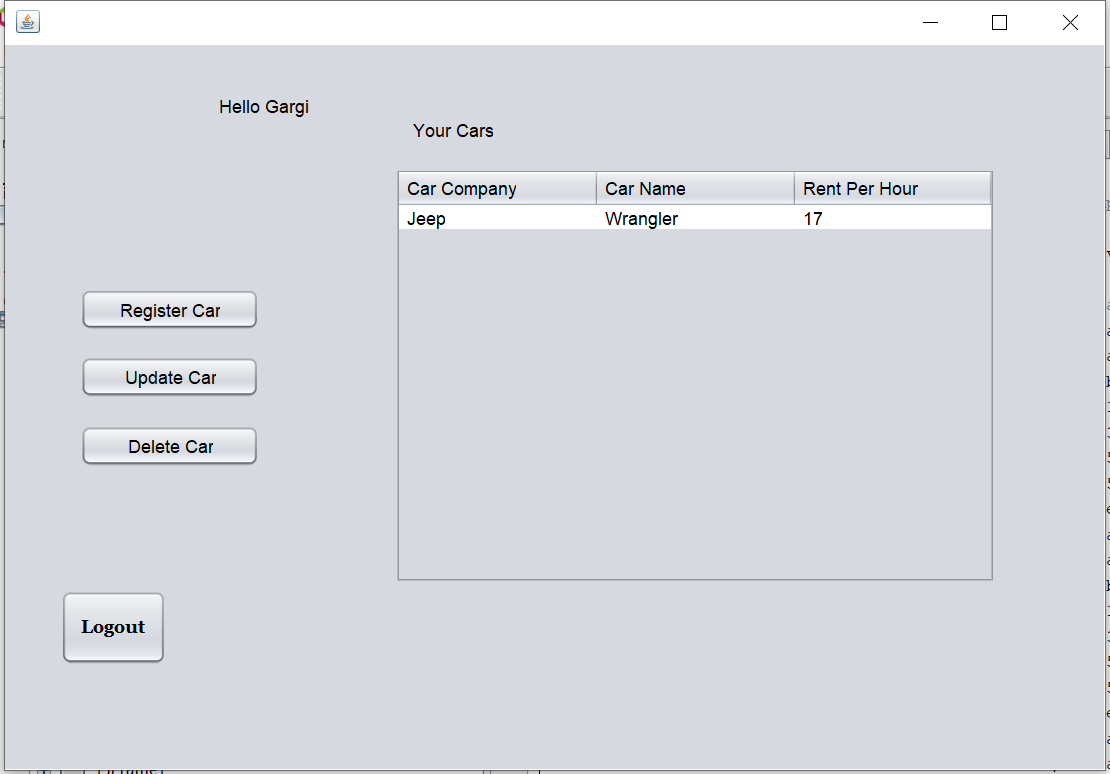 Hello Gargi
Your Cars
Car Company Car Name Rent Per Hour
Jeep Wrangler 17
Register Car
Update Car
Delete Car
Logout